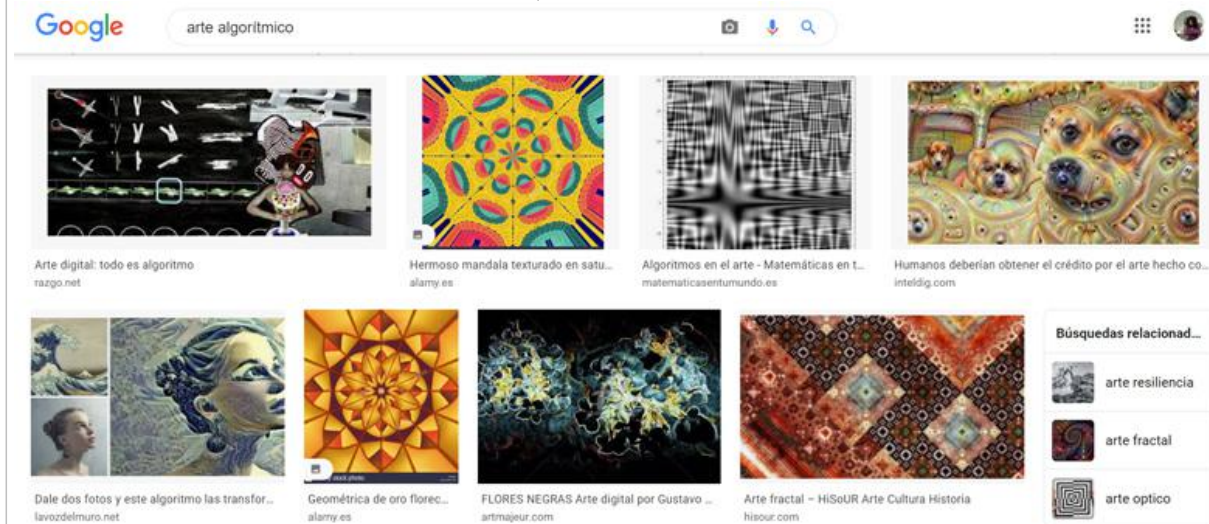 Google
arte algorítmico
Arte digital: todo es algoritmo
razgo.net
Hermoso mandala texturado en satu...
alamy.es
Algoritmos en el arte - Matemáticas en t...
matematicasentumundo.es
Humanos deberían obtener el crédito por el arte hecho co...
inteldig.com
Búsquedas relacionad...
arte resiliencia
arte fractal
arte optico
stock photo
Dale dos fotos y este algoritmo las transfor...
lavozdelmuro.net
Geométrica de oro florec...
alamy.es
FLORES NEGRAS Arte digital por Gustavo ...
artmajeur.com
Arte fractal – HiSoUR Arte Cultura Historia
hisour.com